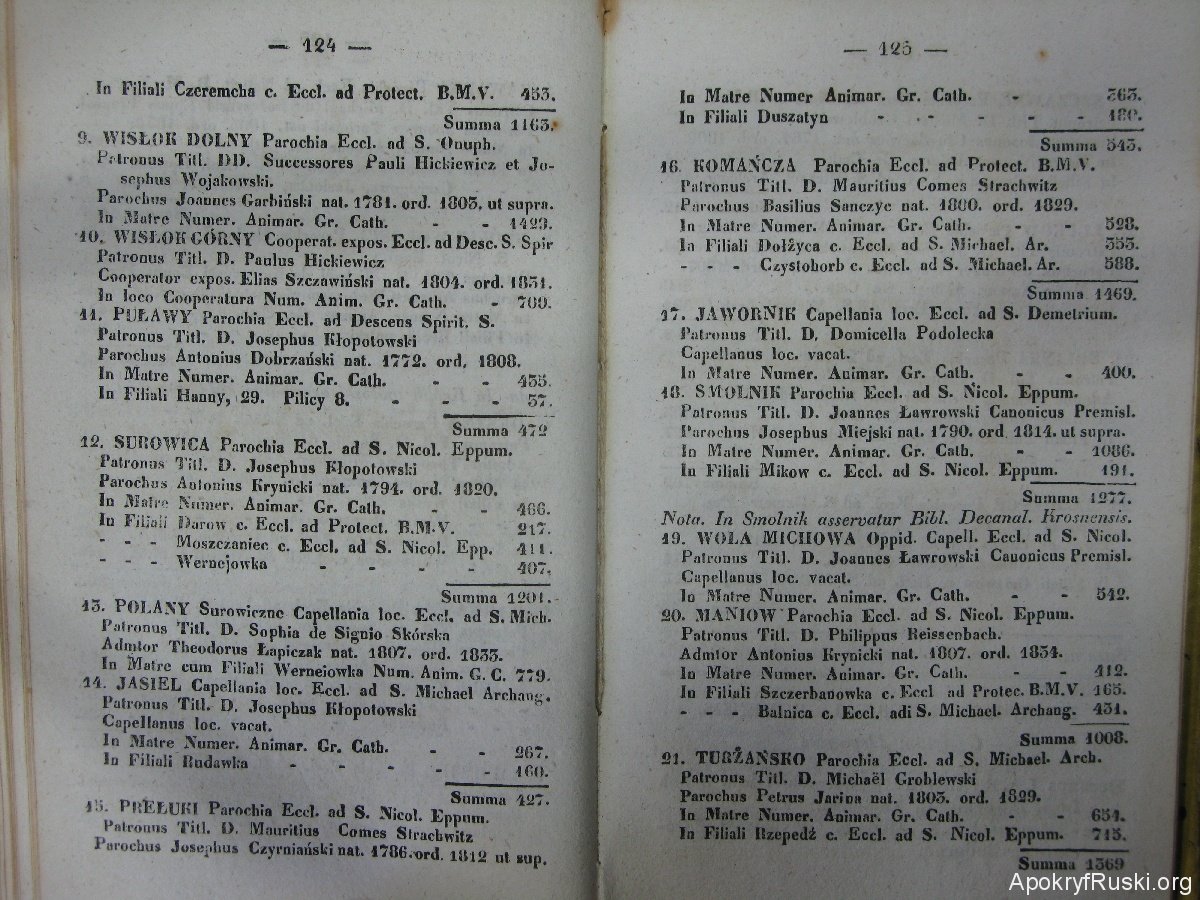 — 124 —
In Filiali Czeremcha c. Eccl. ad Protect. B.M.V. 453.
Summa 1163.
9. WISŁOK DOLNY Parochia Eccl. ad S. Onuph.
Patronus Titl. DD. Successores Pauli Hickiewicz et Jo-
sephus Wojakowski.
Parochus Joannes Garbiński nat. 1781. ord. 1805. ut supra.
In Matre Numer. Animar. Gr. Cath. - 1423.
10. WISŁOK GÓRNY Cooperat. expos. Eccl. ad Desc. S. Spir
Patronus Titl. D. Paulus Hickiewicz
Cooperator expos. Elias Szczawiński nat. 1804. ord. 1831.
In loco Cooperatura Num. Anim. Gr. Cath. - 700.
11. PUŁAWY Parochia Eccl. ad Descens Spirit. S.
Patronus Titl. D. Josephus Kłopotowski
Parochus Antonius Dobrzański nat. 1772. ord. 1808.
In Matre Numer. Animar. Gr. Cath. - - 435.
In Filiali Hanny, 29. Pilicy 8. - - - 37.
Summa 472
12. SUROWICA Parochia Eccl. ad S. Nicol. Eppum.
Patronus Titl. D. Josephus Kłopotowski
Parochus Antonius Krynicki nat. 1794. ord. 1820.
In Matre Numer. Animar. Gr. Cath. - - 466.
In Filiali Darow c. Eccl. ad Protect. B.M.V. 217.
- - - Moszczaniec c. Eccl. ad S. Nicol. Epp. 411.
- - - Wernejowka - - - - 407.
Summa 1201.
13. POLANY Surowiczne Capellania loc. Eccl. ad S. Mich.
Patronus Titl. D. Sophia de Signio Skórska
Admtor Theodorus Łapiczak nat. 1807. ord. 1833.
In Matre cum Filiali Werneiowka Num. Anim. G. C. 779.
14. JASIEL Capellania loc. Eccl. ad S. Michael Archang.
Patronus Titl. D. Josephus Kłopotowski
Capellanus loc. vacat.
In Matre Numer. Animar. Gr. Cath. - - 267.
In Filiali Rudawka - - - - - 160.
Summa 427.
15. PREŁUKI Parochia Eccl. ad S. Nicol. Eppum.
Patronus Titl. D. Mauritius Comes Strachwitz
Parochus Josephus Czyrniański nat. 1786. ord. 1812 ut sup.
— 125 —
In Matre Numer Animar. Gr. Cath. - 363.
In Filiali Duszatyn - - - - - 180.
Summa 543.
16. KOMAŃCZA Parochia Eccl. ad Protect. B.M.V.
Patronus Titl. D. Mauritius Comes Strachwitz
Parochus Basilius Sanczyc nat. 1800. ord. 1829.
In Matre Numer. Animar. Gr. Cath. - - 528.
In Filiali Dołżyca c. Eccl. ad S. Michael. Ar. 353.
- - - Czystohorb c. Eccl. ad S. Michael. Ar. 588.
Summa 1469.
17. JAWORNIK Capellania loc. Eccl. ad S. Demetrium.
Patronus Titl. D. Domicella Podolecka
Capellanus loc. vacat.
In Matre Numer. Animar. Gr. Cath. - - 400.
18. SMOLNIK Parochia Eccl. ad S. Nicol. Eppum.
Patronus Titl. D. Joannes Ławrowski Canonicus Premisl.
Parochus Josephus Miejski nat. 1790. ord. 1814. ut supra.
In Matre Numer. Animar. Gr. Cath. - - 1086.
In Filiali Mikow c. Eccl. ad S. Nicol. Eppum. 191.
Summa 1277.
Nota. In Smolnik asservatur Bibl. Decanal. Krosnensis.
19. WOLA MICHOWA Oppid. Capell. Eccl. ad S. Nicol.
Patronus Titl. D. Joannes Ławrowski Canonicus Premisl.
Capellanus loc. vacat.
In Matre Numer. Animar. Gr. Cath. - - 542.
20. MANIOW Parochia Eccl. ad S. Nicol. Eppum.
Patronus Titl. D. Philippus Reissenbach.
Admtor Antonius Krynicki nat. 1807. ord. 1834.
In Matre Numer. Animar. Gr. Cath. - - 412.
In Filiali Szczerbanowka c. Eccl ad Protec. B.M.V. 165.
- - - Balnica c. Eccl. adi S. Michael. Archang. 431.
Summa 1008.
21. TURŻAŃSKO Parochia Eccl. ad S. Michael. Arch.
Patronus Titl. D. Michaël Groblewski
Parochus Petrus Jarina nat. 1803. ord. 1829.
In Matre Numer. Animar. Gr. Cath. - - 654.
In Filiali Rzepedź c. Eccl. ad S. Nicol. Eppum. 715.
Summa 1369
ApokryfRuski.org